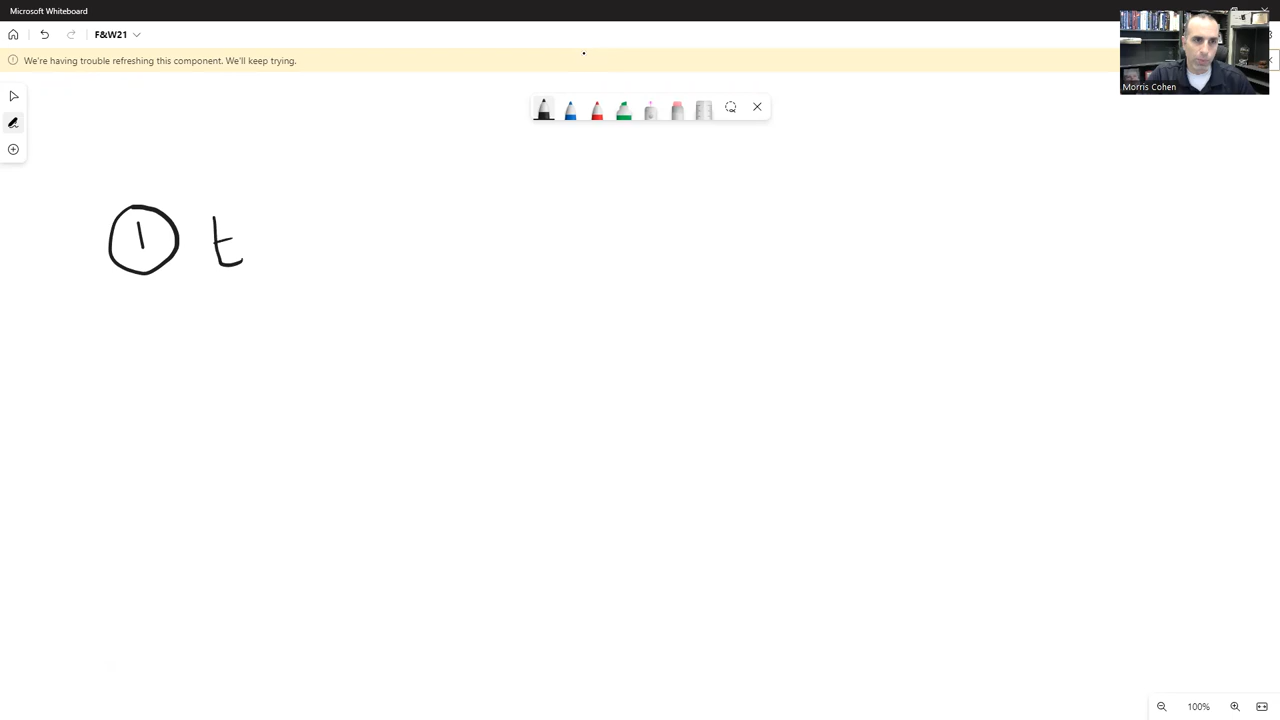 Microsoft Whiteboard
F&W21
We're having trouble refreshing this component. We'll keep trying.
Morris Cohen
1 t
100%